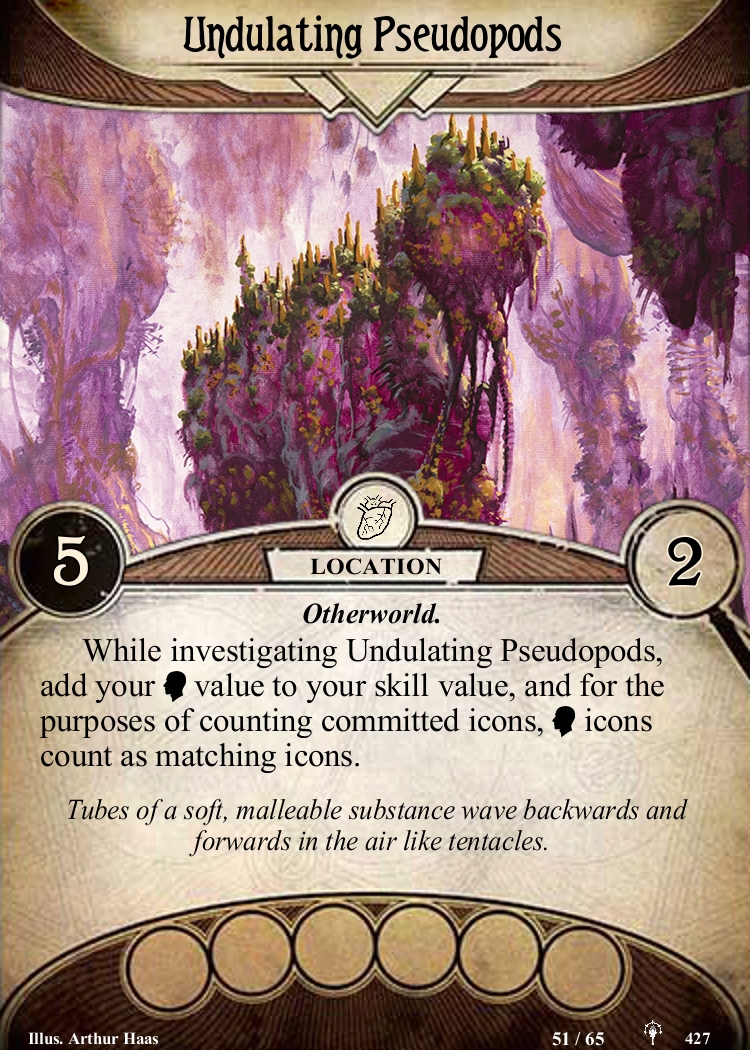 Undulating Pseudopods
5
LOCATION
2
Otherworld.
While investigating Undulating Pseudopods,
add your value to your skill value, and for the
purposes of counting committed icons, icons
count as matching icons.
Tubes of a soft, malleable substance wave backwards and
forwards in the air like tentacles.
Illus. Arthur Haas
51 / 65
427